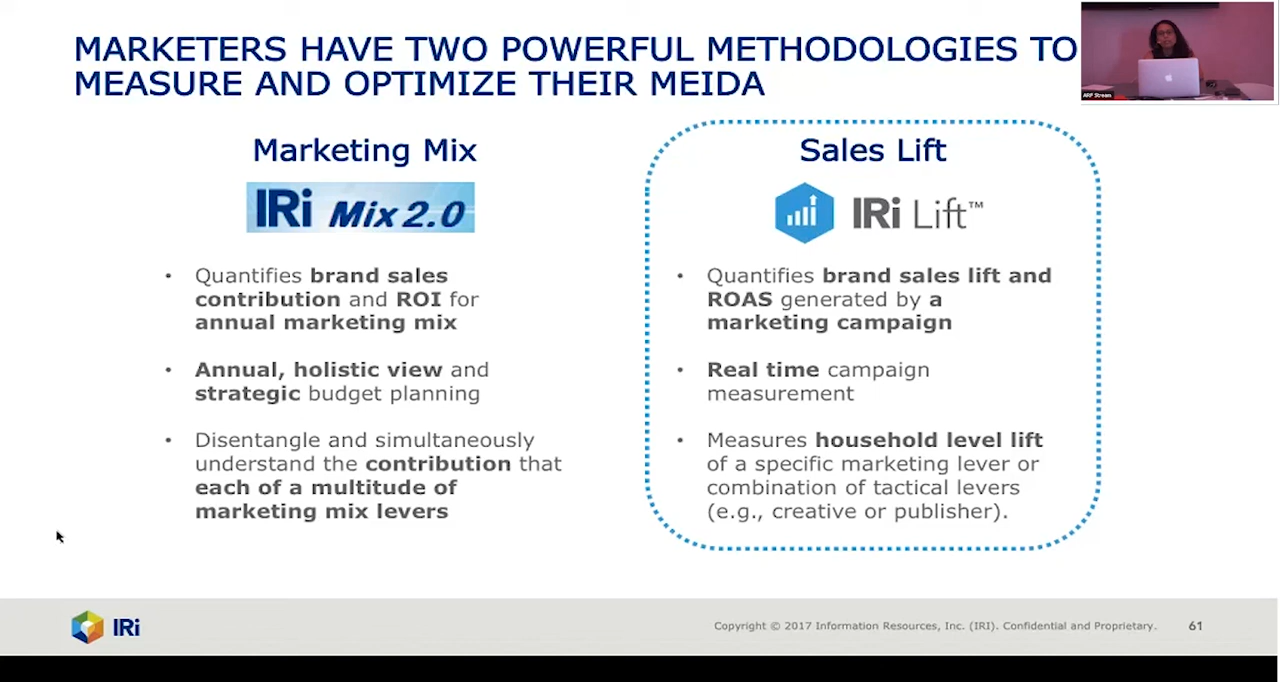 MARKETERS HAVE TWO POWERFUL METHODOLOGIES TO
MEASURE AND OPTIMIZE THEIR MEIDA
ARF Stream
Marketing Mix
IRi Mix 2.0
• Quantifies brand sales
contribution and ROI for
annual marketing mix
• Annual, holistic view and
strategic budget planning
• Disentangle and simultaneously
understand the contribution that
each of a multitude of
marketing mix levers
Sales Lift
IRi Lift™
• Quantifies brand sales lift and
ROAS generated by a
marketing campaign
• Real time campaign
measurement
• Measures household level lift
of a specific marketing lever or
combination of tactical levers
(e.g., creative or publisher).
IRi
Copyright © 2017 Information Resources, Inc. (IRI). Confidential and Proprietary.
61